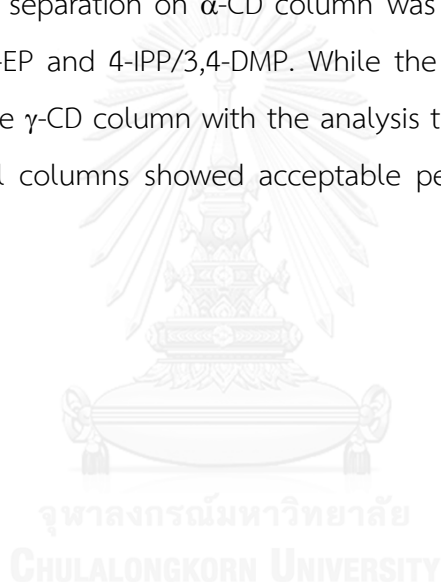 separation on α-CD column was
-EP and 4-IPP/3,4-DMP. While the
e γ-CD column with the analysis t
l columns showed acceptable pe
จุฬาลงกรณ์มหาวิทยาลัย
CHULALONGKORN UNIVERSITY